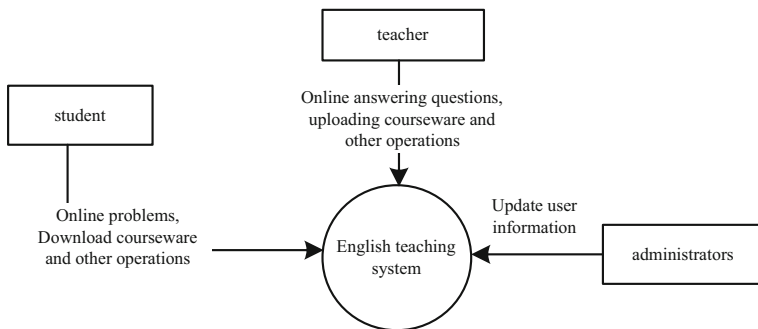 teacher
Online answering questions,
uploading courseware and
other operations
student
Online problems,
Download courseware
and other operations
English teaching
system
Update user
information
administrators